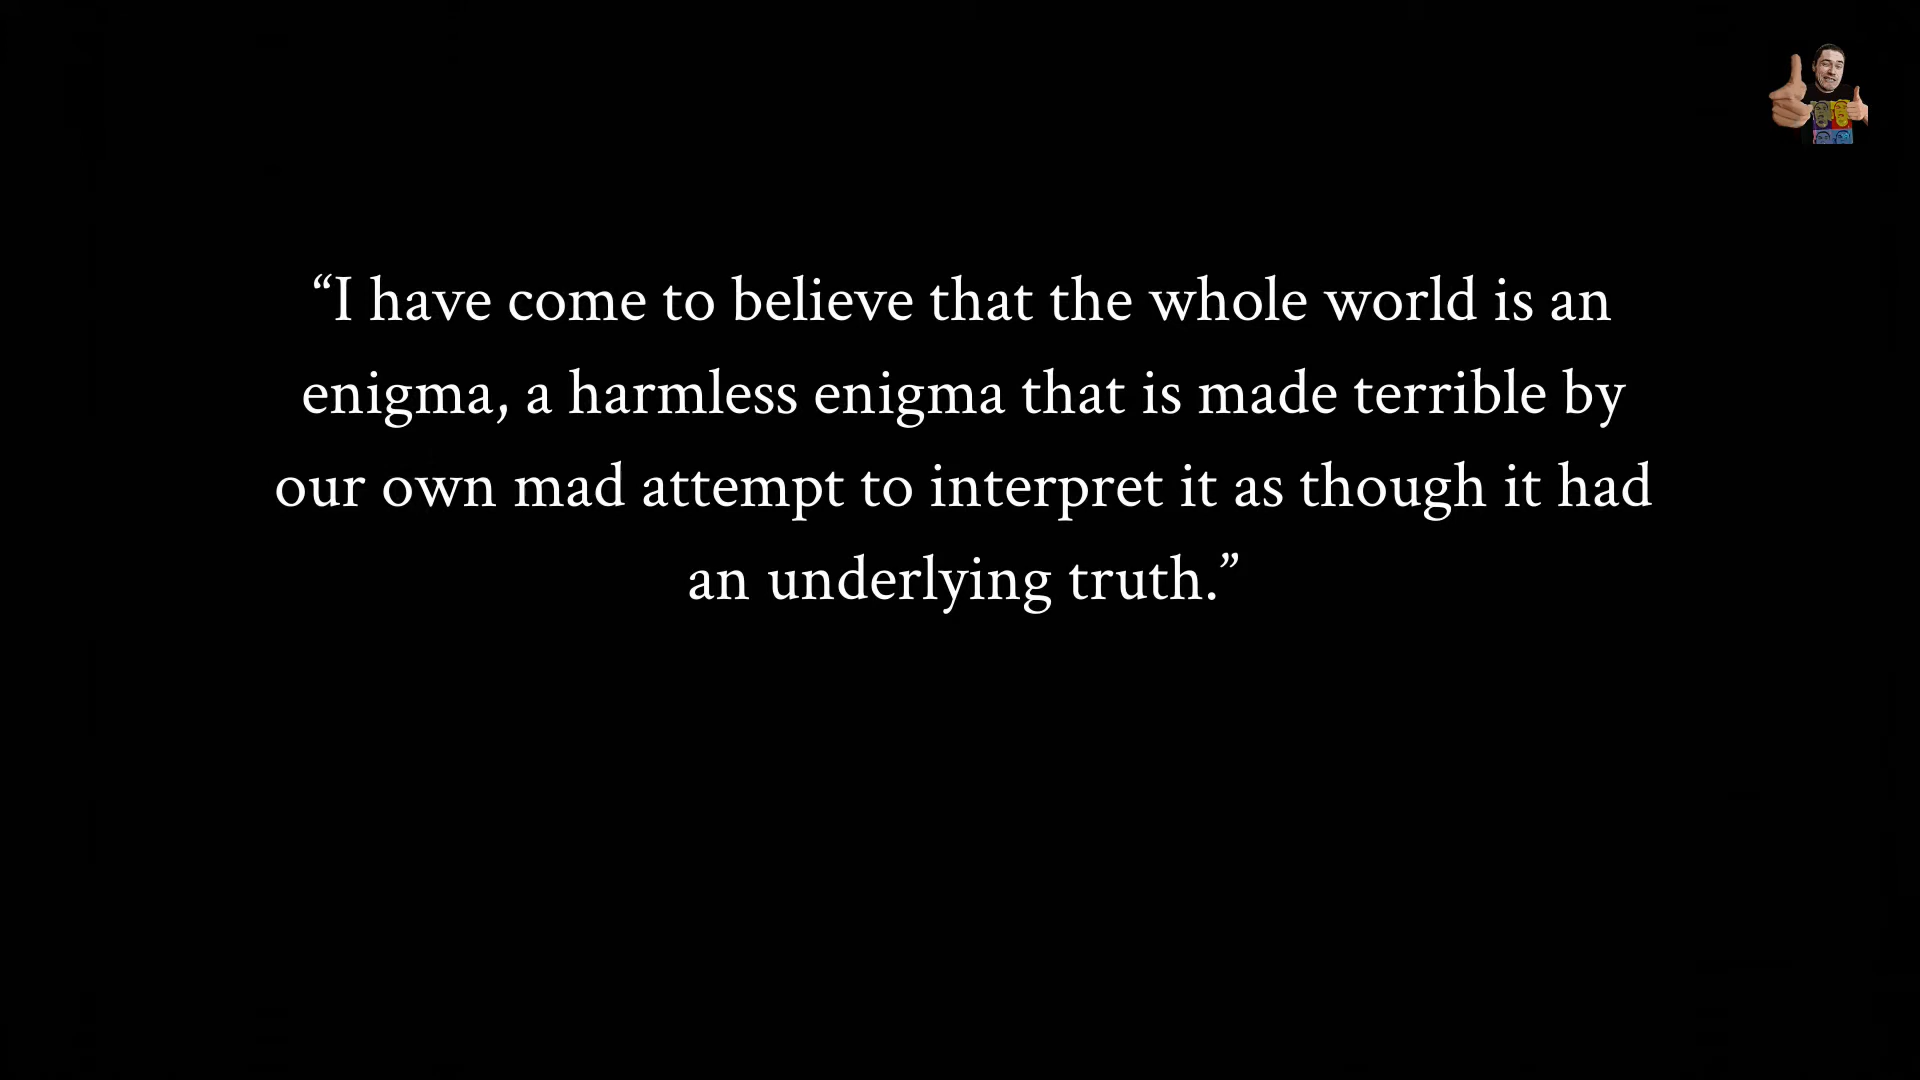 “I have come to believe that the whole world is an
enigma, a harmless enigma that is made terrible by
our own mad attempt to interpret it as though it had
an underlying truth.”